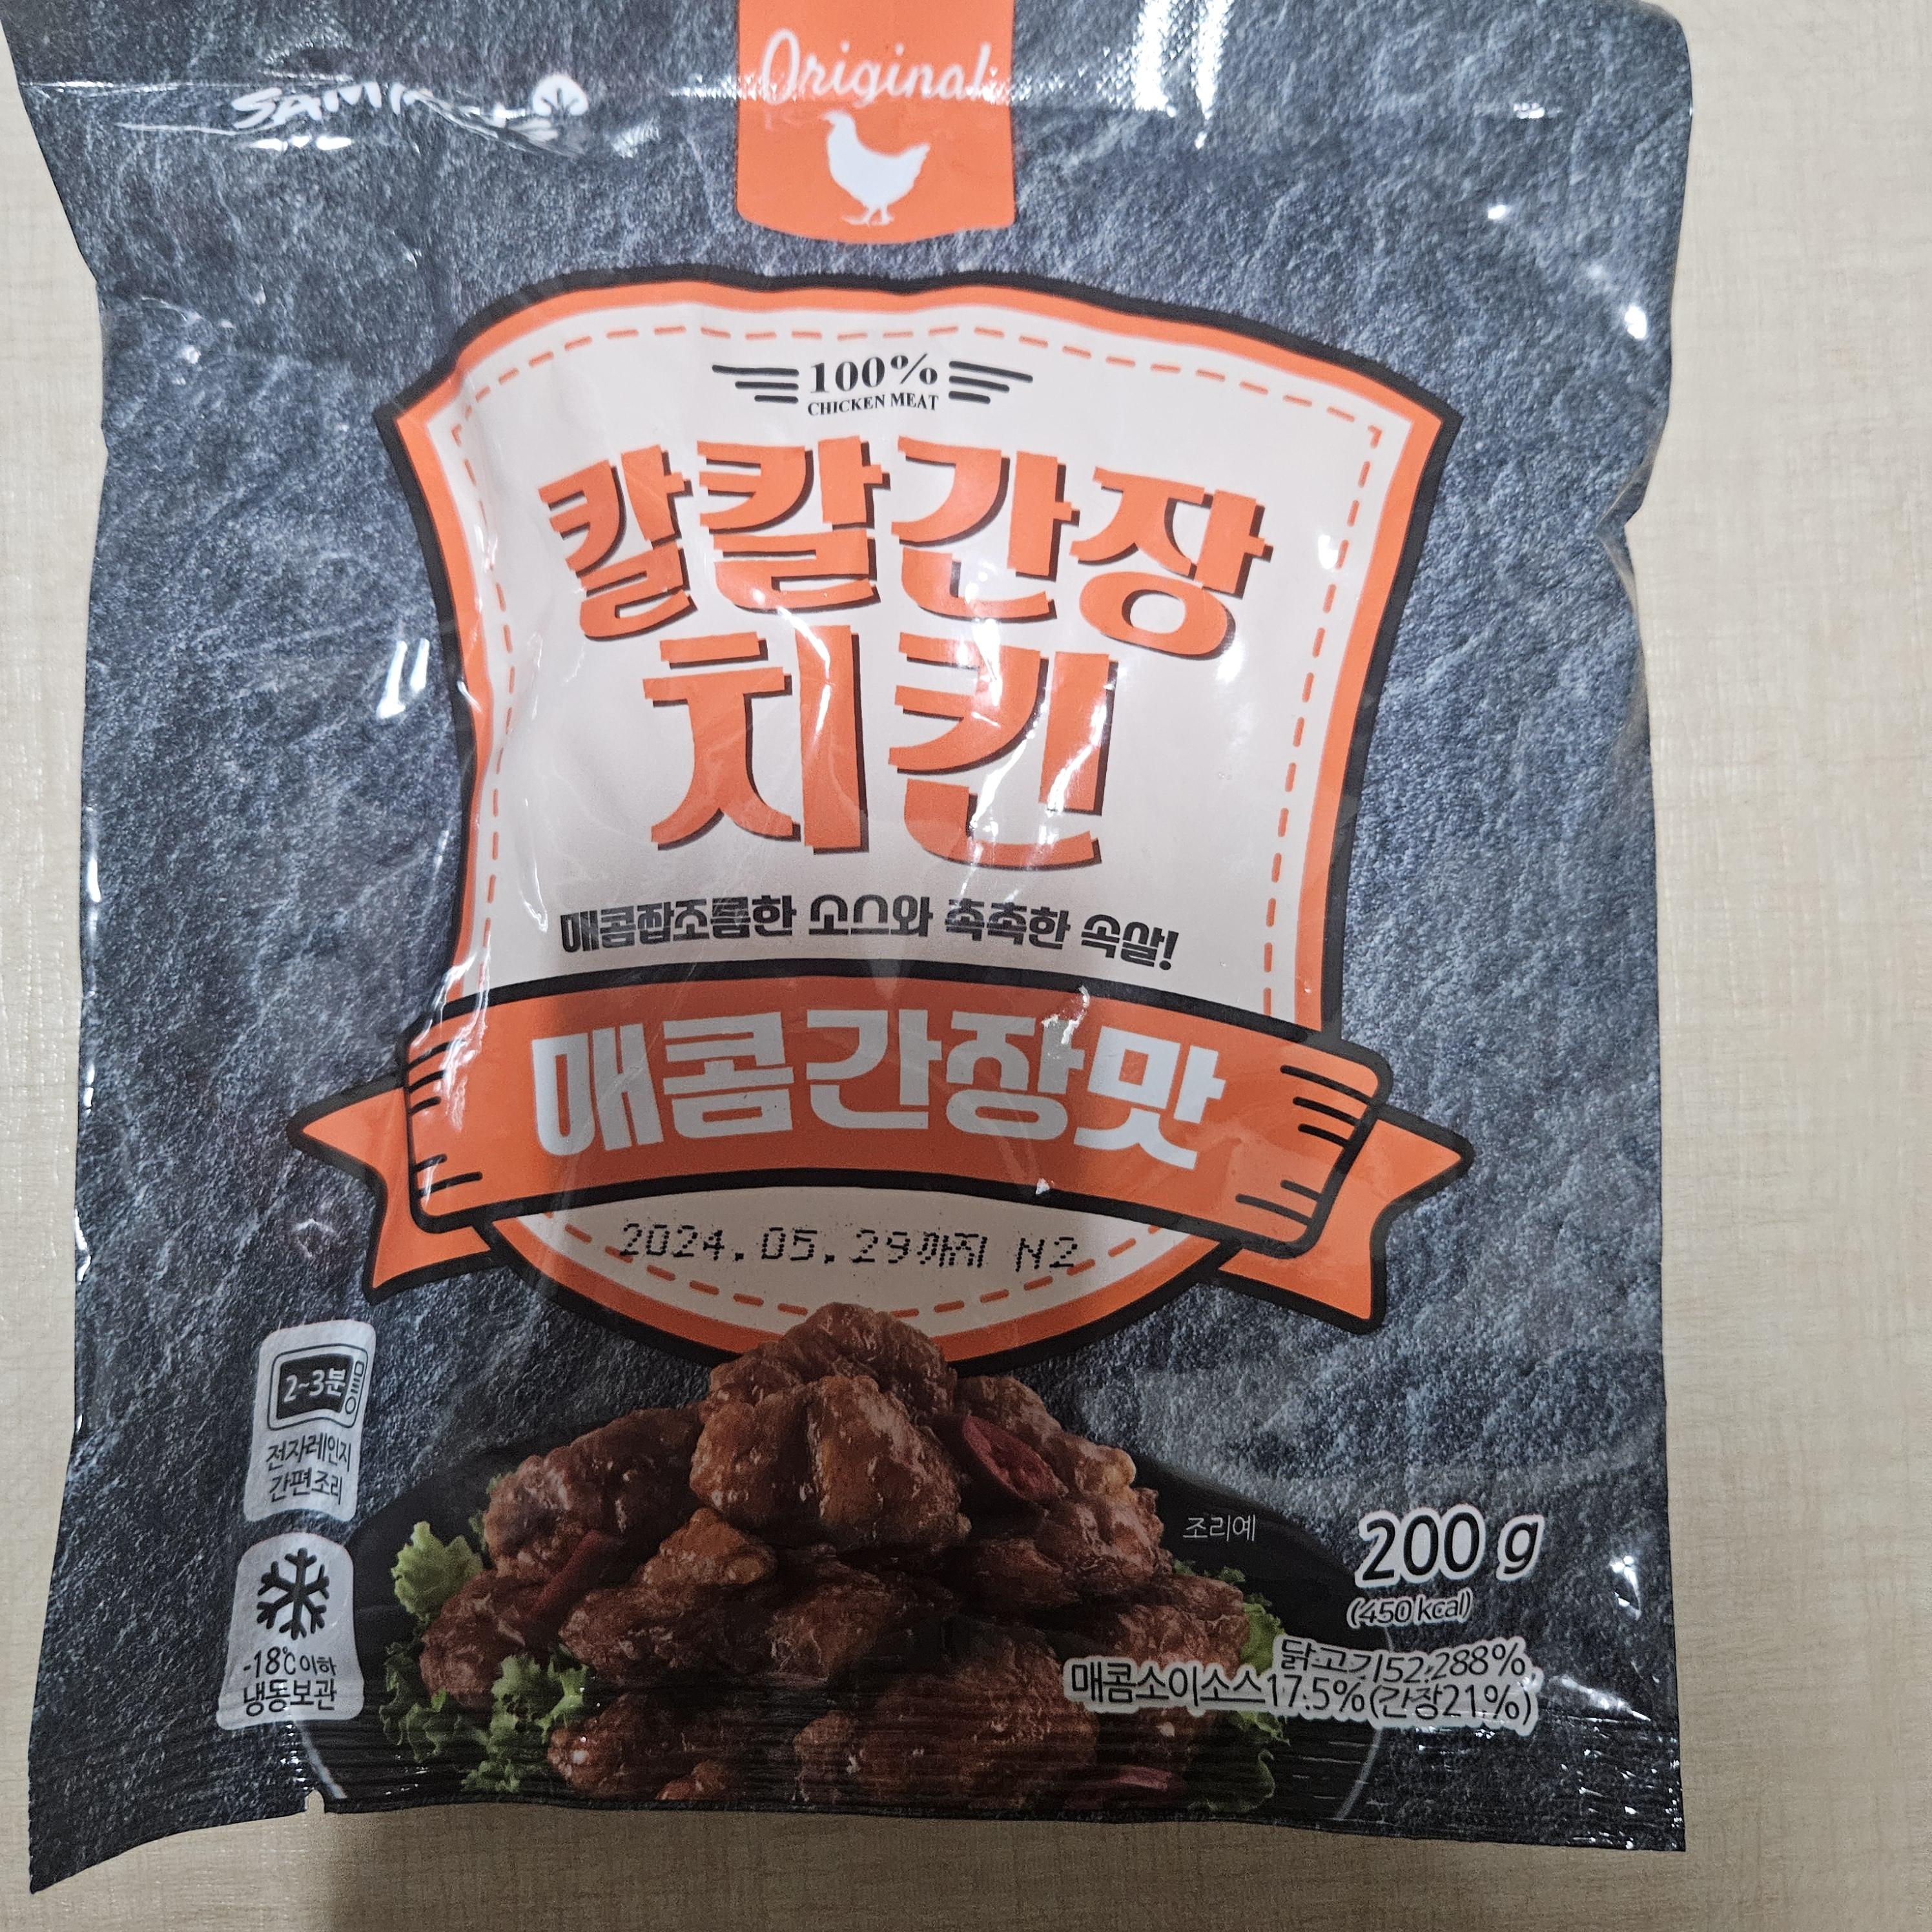 Original
100%
CHICKEN MEAT
칼칼간장
치킨
매콤짭조름한 소스와 촉촉한 속살!
매콤간장맛
2024.05.29까지 N2
2~3분
전자레인지
간편조리
-18℃이하
냉동보관
조리예
200 g
(450 kcal)
닭고기52.288%,
매콤소이소스17.5%(간장21.%)